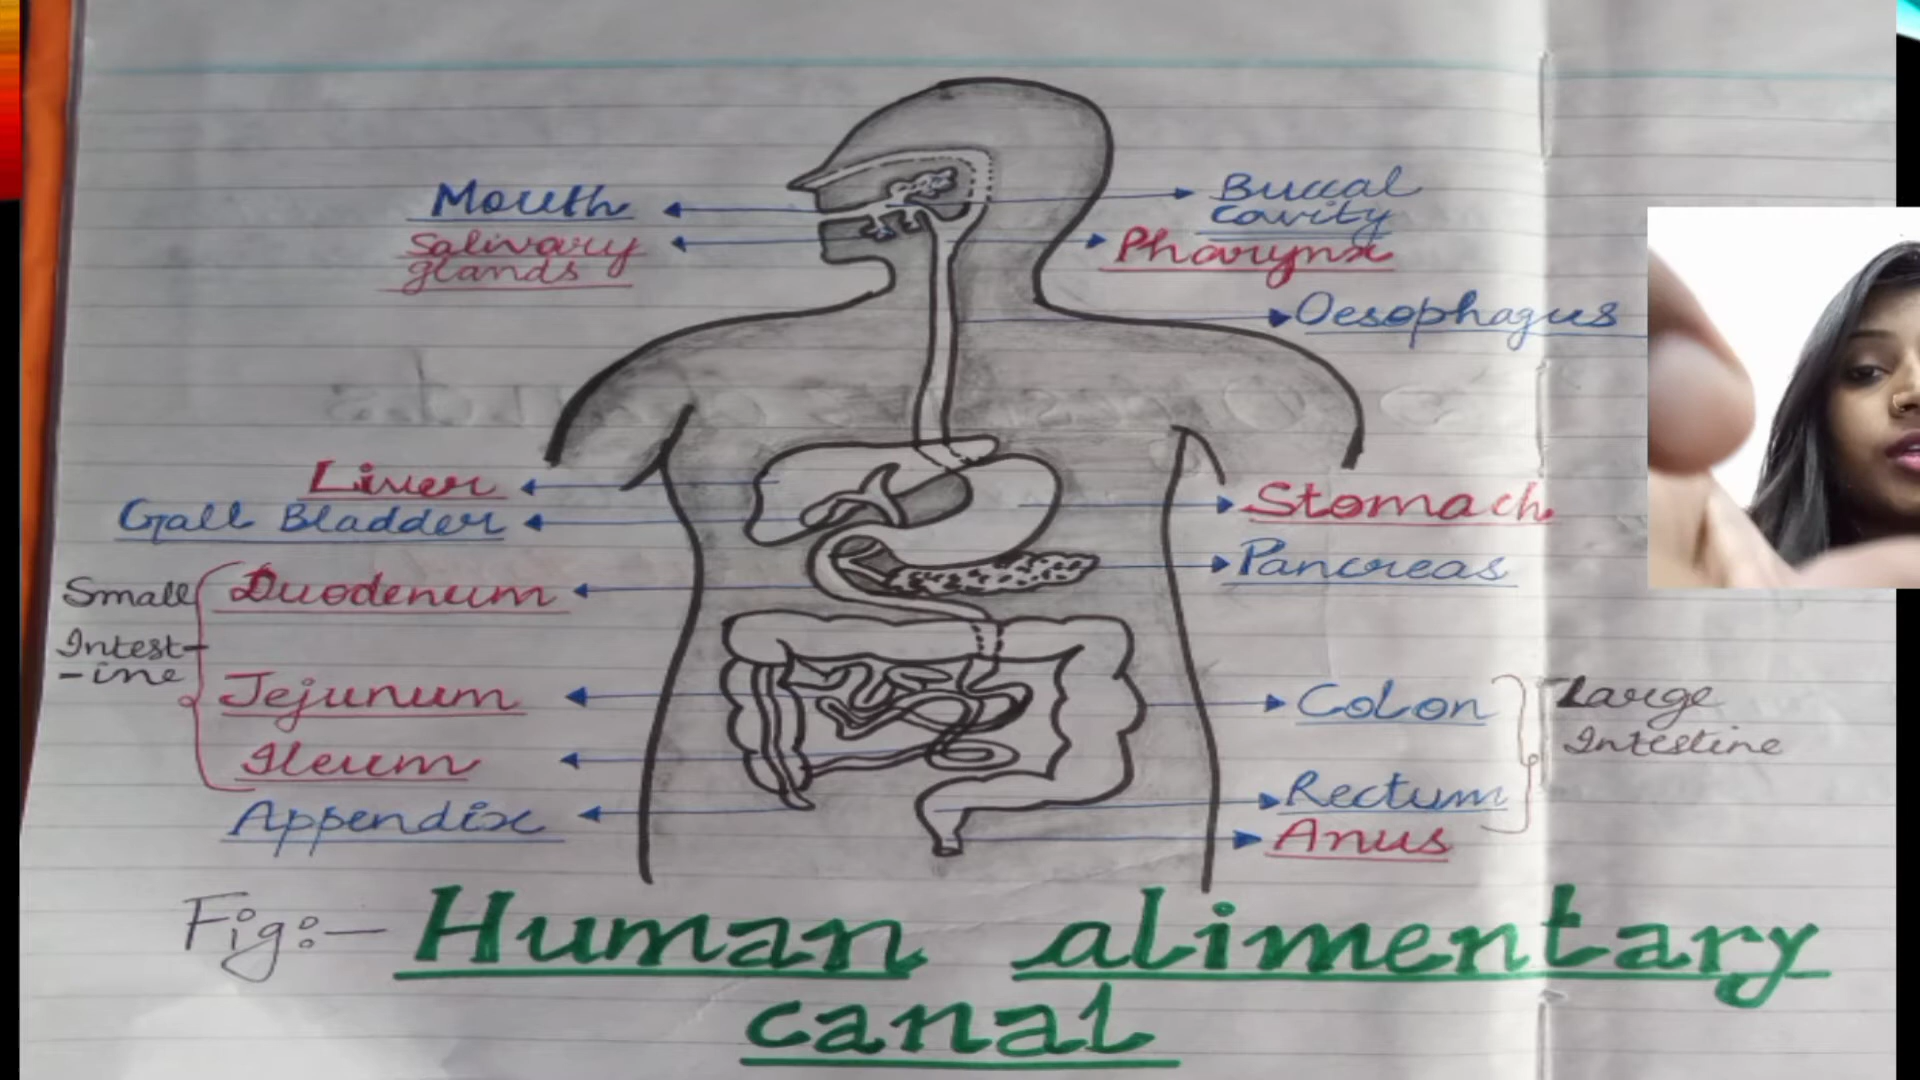 Mouth
Salivary
glands
Buccal
cavity
Pharynx
Oesophagus
Liver
Gall Bladder
Stomach
Pancreas
Small
Intest-
-ine
Duodenum
Jejunum
Ileum
Appendix
Colon
Rectum
Anus
Large
Intestine
Fig:- Human alimentary
canal